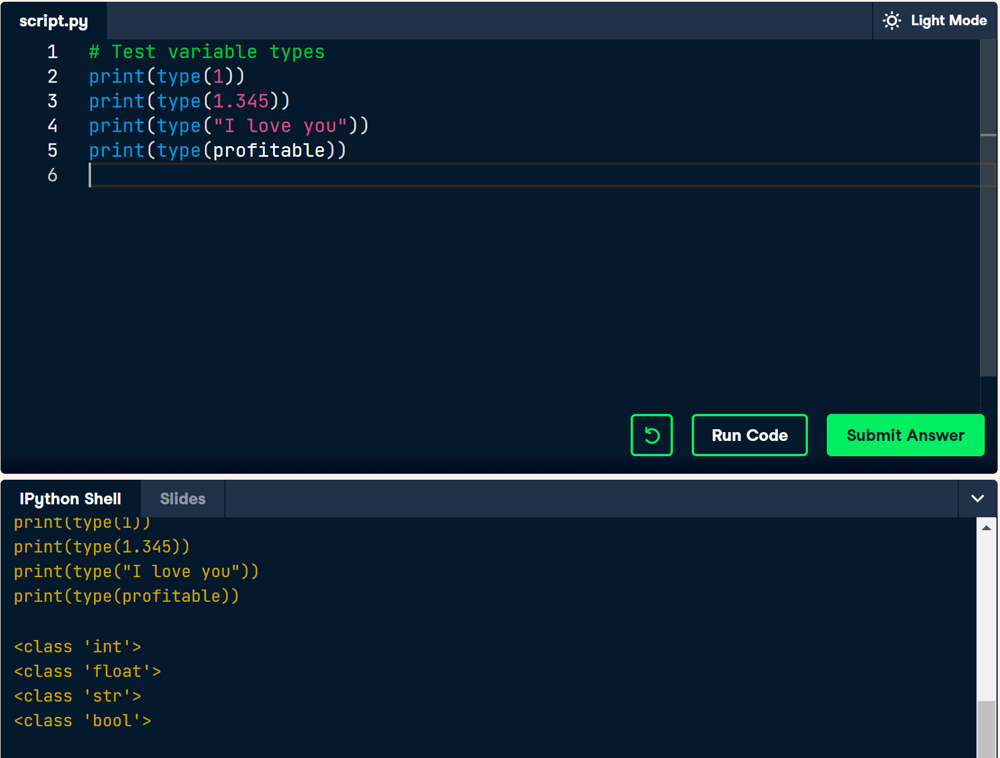 script.py
Light Mode
1 # Test variable types
2 print(type(1))
3 print(type(1.345))
4 print(type("I love you"))
5 print(type(profitable))
6
Run Code
Submit Answer
IPython Shell
Slides
print(type(1))
print(type(1.345))
print(type("I love you"))
print(type(profitable))
<class 'int'>
<class 'float'>
<class 'str'>
<class 'bool'>